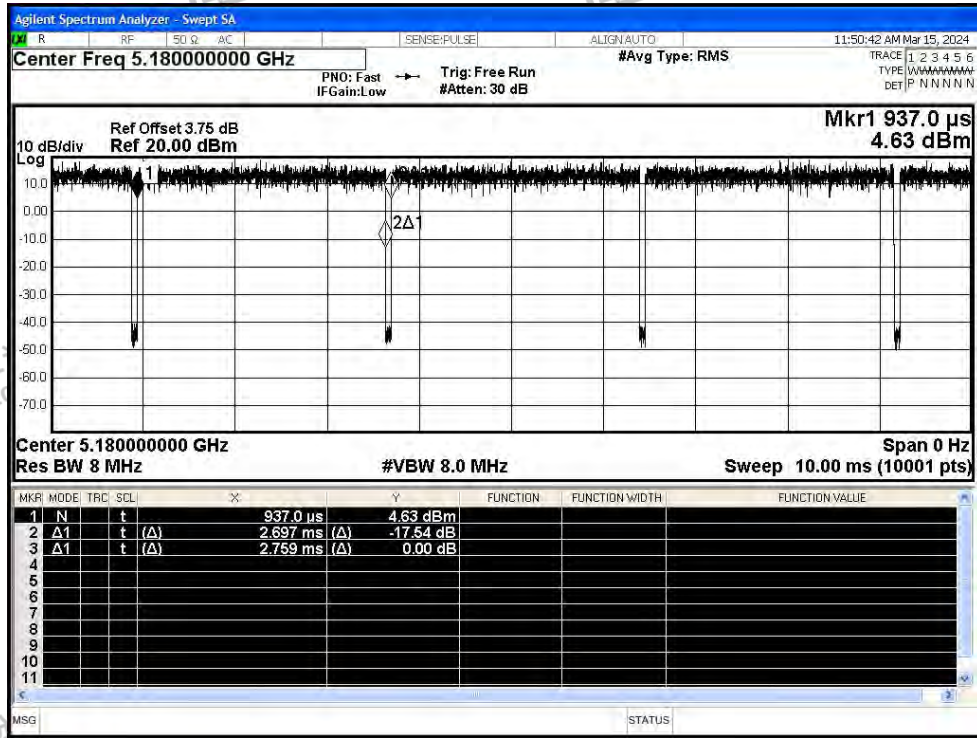 Agilent Spectrum Analyzer - Swept SA
LXI R RF 50 Ω AC SENSE:PULSE ALIGN AUTO 11:50:42 AM Mar 15, 2024
Center Freq 5.180000000 GHz #Avg Type: RMS TRACE 1 2 3 4 5 6
PNO: Fast Trig: Free Run TYPE WWWWWW
IFGain:Low #Atten: 30 dB DET P N N N N N
Mkr1 937.0 µs
Ref Offset 3.75 dB
10 dB/div Ref 20.00 dBm 4.63 dBm
Log
1
10.0
0.00
2Δ1
-10.0
-20.0
-30.0
-40.0
-50.0
-60.0
-70.0
Center 5.180000000 GHz Span 0 Hz
Res BW 8 MHz #VBW 8.0 MHz Sweep 10.00 ms (10001 pts)
MKR MODE TRC SCL X Y FUNCTION FUNCTION WIDTH FUNCTION VALUE
1 N t 937.0 µs 4.63 dBm
2 Δ1 t (Δ) 2.697 ms (Δ) -17.54 dB
3 Δ1 t (Δ) 2.759 ms (Δ) 0.00 dB
4
5
6
7
8
9
10
11
MSG STATUS